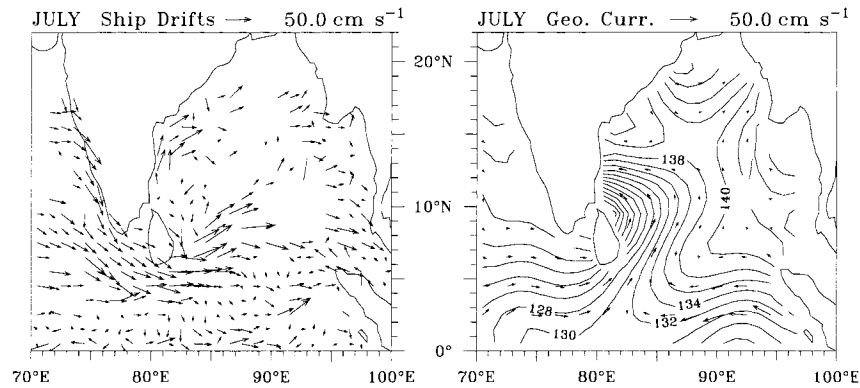 JULY Ship Drifts 50.0 cm s⁻¹
JULY Geo. Curr. 50.0 cm s⁻¹
20°N
10°N
0°
138
140
128
130
134
132
70°E 80°E 90°E 100°E
70°E 80°E 90°E 100°E